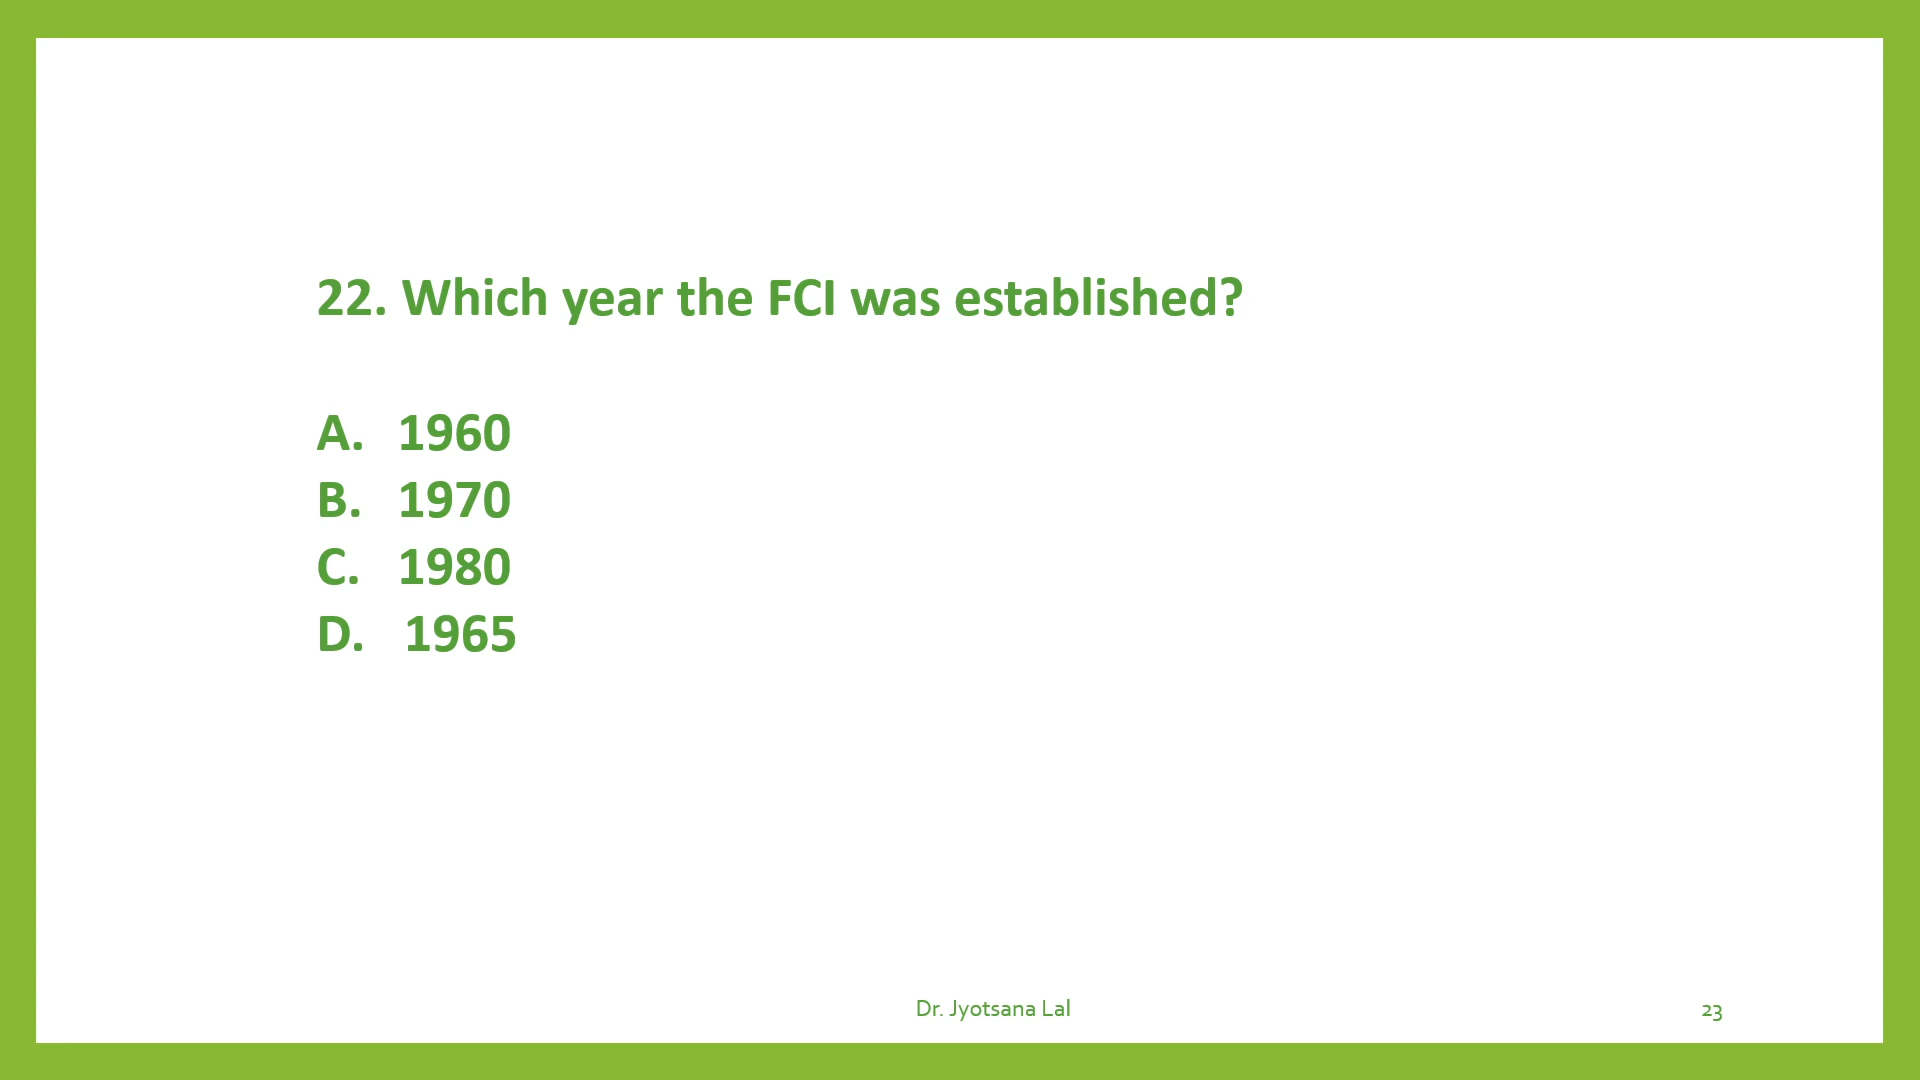 22. Which year the FCI was established?
A. 1960
B. 1970
C. 1980
D. 1965
Dr. Jyotsana Lal
23